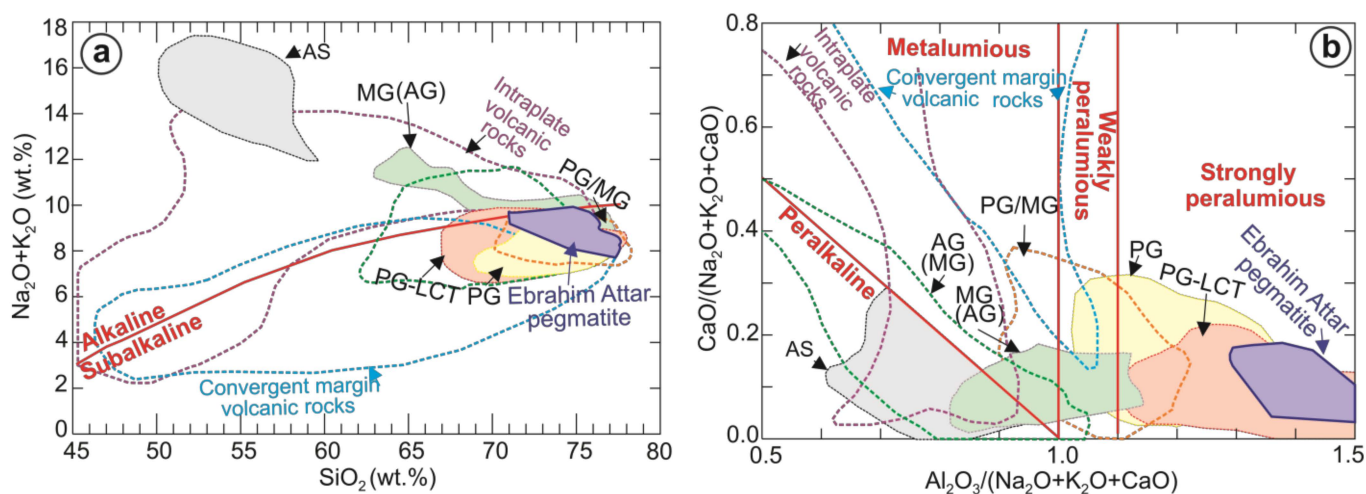 a
18
16
14
12
10
8
6
4
2
0
Na₂O+K₂O (wt.%)
AS
MG(AG)
Intraplate
volcanic
rocks
PG/MG
PG-LCT
PG
Ebrahim Attar
pegmatite
Alkaline
Subalkaline
Convergent margin
volcanic rocks
45
50
55
60
65
70
75
80
SiO₂(wt.%)
b
0.8
0.6
0.4
0.2
0.0
CaO/(Na₂O+K₂O+CaO)
Metalumious
Intraplate
volcanic
rocks
Convergent margin
volcanic rocks
Weakly
peralumious
Strongly
peralumious
PG/MG
Peralkaline
AG
(MG)
MG
(AG)
AS
PG
PG-LCT
Ebrahim Attar
pegmatite
0.5
1.0
1.2
1.5
Al₂O₃/(Na₂O+K₂O+CaO)